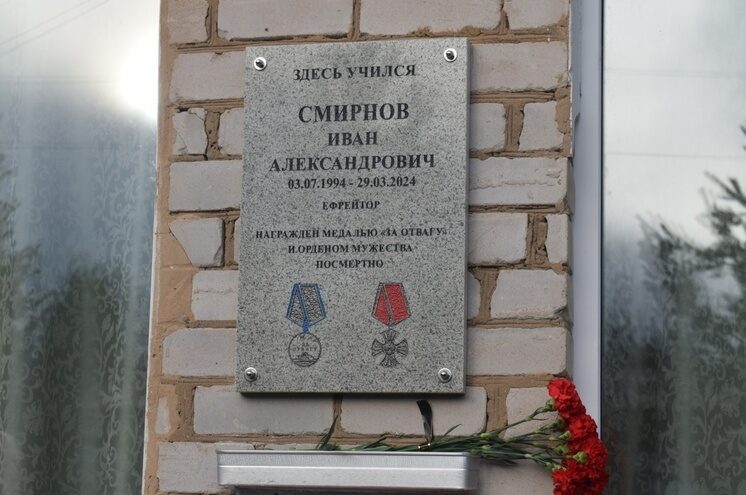 ЗДЕСЬ УЧИЛСЯ
СМИРНОВ
ИВАН
АЛЕКСАНДРОВИЧ
03.07.1994 - 29.03.2024
ЕФРЕЙТОР
НАГРАЖДЕН МЕДАЛЬЮ «ЗА ОТВАГУ»
И ОРДЕНОМ МУЖЕСТВА
ПОСМЕРТНО